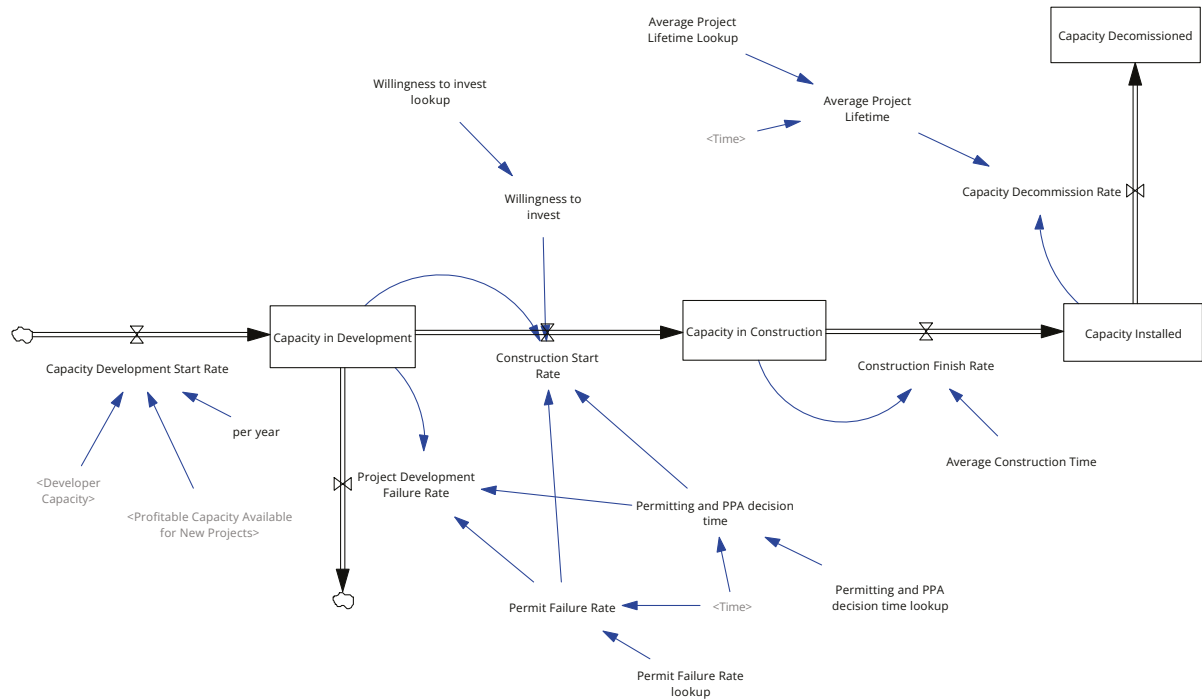 Average Project
Lifetime Lookup
Capacity Decomissioned
Willingness to invest
lookup
Average Project
Lifetime
<Time>
Capacity Decommission Rate
Willingness to
invest
Capacity in Development
Capacity in Construction
Capacity Installed
Capacity Development Start Rate
Construction Start
Rate
Construction Finish Rate
per year
<Developer
Capacity>
<Profitable Capacity Available
for New Projects>
Project Development
Failure Rate
Average Construction Time
Permitting and PPA decision
time
Permit Failure Rate
<Time>
Permitting and PPA
decision time lookup
Permit Failure Rate
lookup